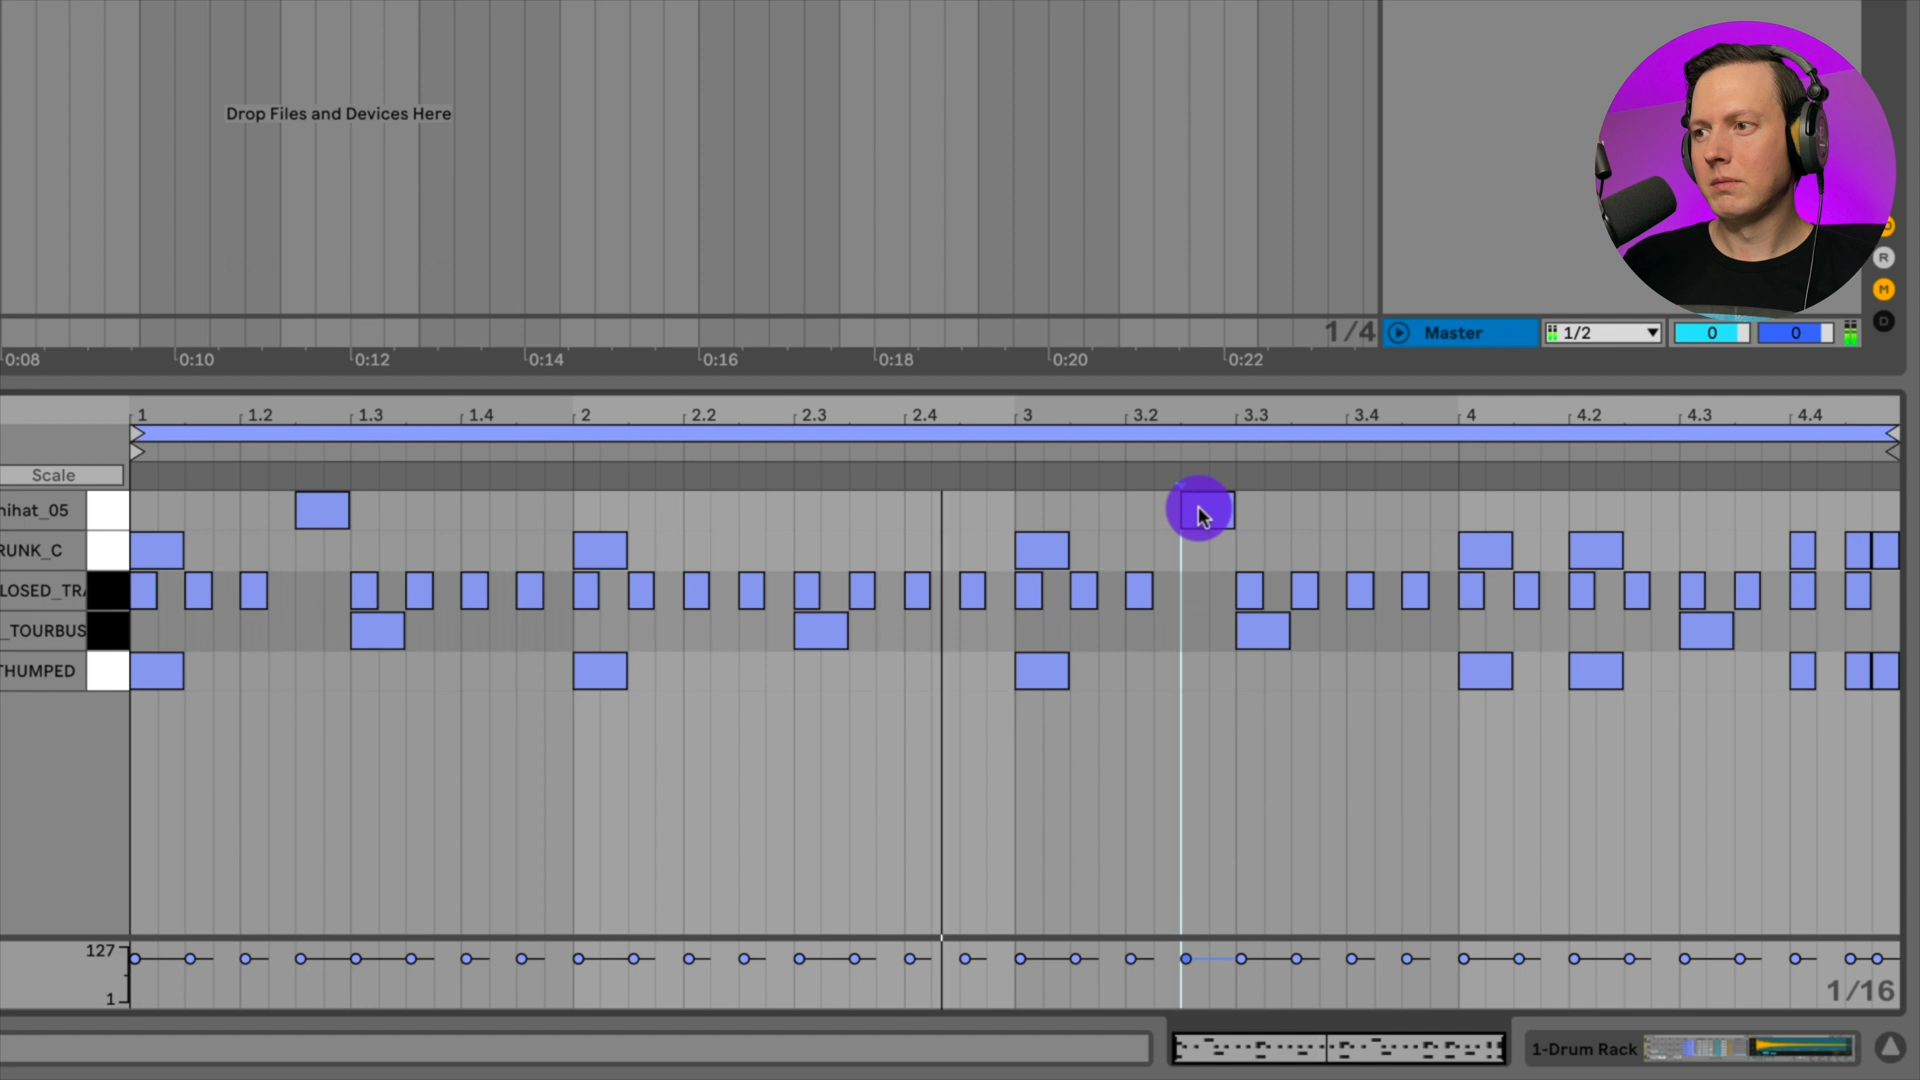 Drop Files and Devices Here
R
M
D
1/4
Master
1/2
0
0
0:08
0:10
0:12
0:14
0:16
0:18
0:20
0:22
1
1.2
1.3
1.4
2
2.2
2.3
2.4
3
3.2
3.3
3.4
4
4.2
4.3
4.4
Scale
nihat_05
RUNK_C
LOSED_TRA
_TOURBUS
THUMPED
127
1
1/16
1-Drum Rack